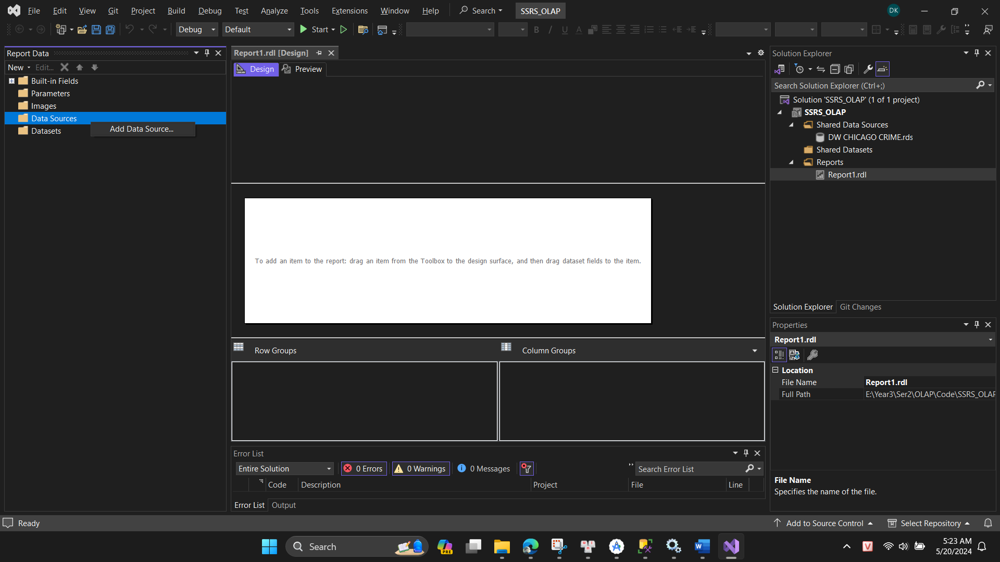 File Edit View Git Project Build Debug Test Analyze Tools Extensions Window Help Search SSRS_OLAP DK
Debug Default Start
Report Data
New Edit...
Built-in Fields
Parameters
Images
Data Sources
Add Data Source...
Datasets
Report1.rdl [Design]
Design Preview
To add an item to the report: drag an item from the Toolbox to the design surface, and then drag dataset fields to the item.
Row Groups Column Groups
Error List
Entire Solution 0 Errors 0 Warnings 0 Messages Search Error List
Code Description Project File Line
Error List Output
Solution Explorer
Search Solution Explorer (Ctrl+;)
Solution 'SSRS_OLAP' (1 of 1 project)
SSRS_OLAP
Shared Data Sources
DW CHICAGO CRIME.rds
Shared Datasets
Reports
Report1.rdl
Solution Explorer Git Changes
Properties
Report1.rdl
Location
File Name Report1.rdl
Full Path E:\Year3\Ser2\OLAP\Code\SSRS_OLAP
File Name
Specifies the name of the file.
Ready Add to Source Control Select Repository
Search PRE 5:23 AM
5/20/2024